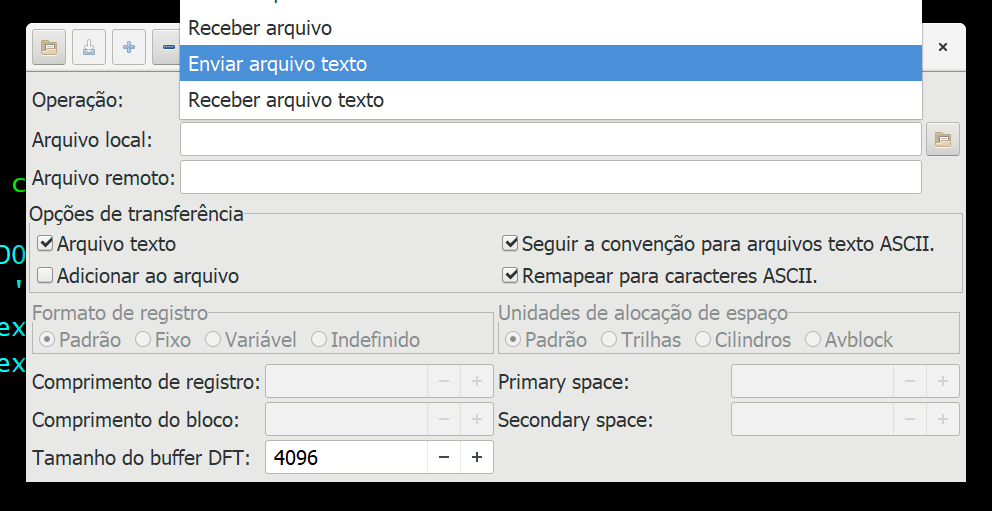 Receber arquivo
Enviar arquivo texto
Receber arquivo texto
Operação:
Arquivo local:
Arquivo remoto:
Opções de transferência
Arquivo texto
Seguir a convenção para arquivos texto ASCII.
Adicionar ao arquivo
Remapear para caracteres ASCII.
Formato de registro
Unidades de alocação de espaço
Padrão Fixo Variável Indefinido
Padrão Trilhas Cilindros Avblock
Comprimento de registro:
Primary space:
Comprimento do bloco:
Secondary space:
Tamanho do buffer DFT: 4096